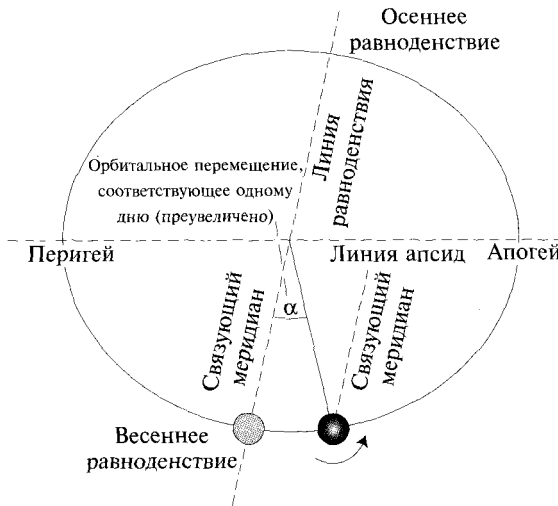 Осеннее
равноденствие
Линия
равноденствия
Орбитальное перемещение,
соответствующее одному
дню (преувеличено)
Перигей
Линия апсид
Апогей
Связующий
меридиан
α
Связующий
меридиан
Весеннее
равноденствие